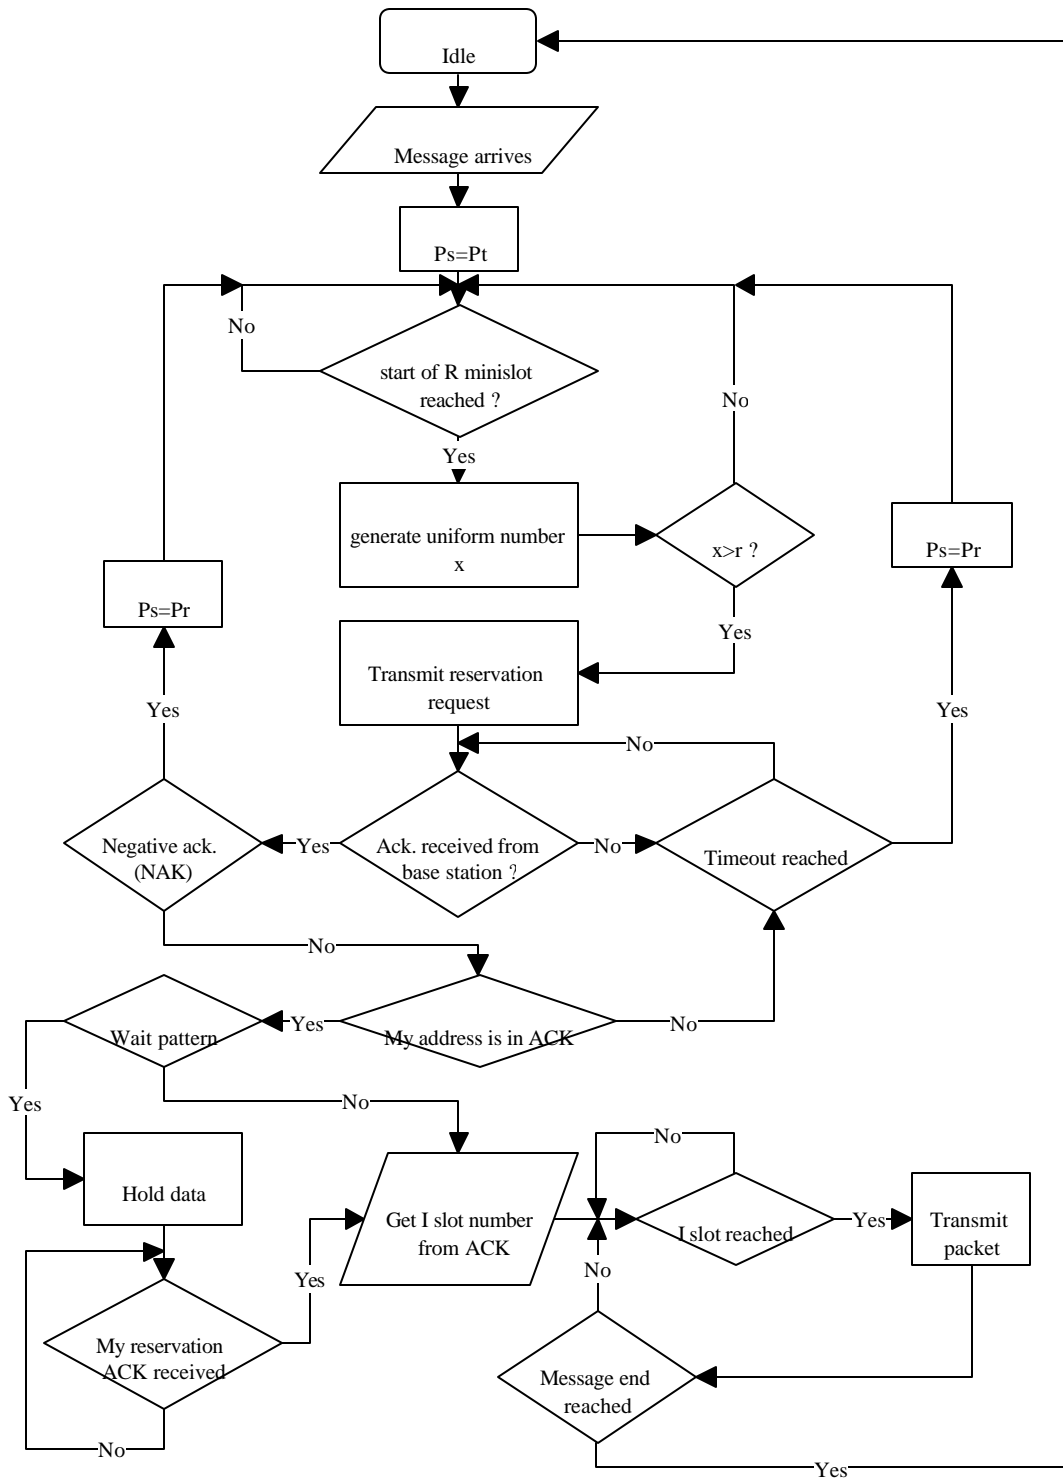 Idle
Message arrives
Ps=Pt
No
start of R minislot
reached ?
No
Yes
generate uniform number
x
x>r ?
Ps=Pr
Ps=Pr
Yes
Transmit reservation
request
Yes
Yes
No
Negative ack.
(NAK)
Yes
Ack. received from
base station ?
No
Timeout reached
No
Wait pattern
Yes
My address is in ACK
No
Yes
No
No
Hold data
Get I slot number
from ACK
I slot reached
Yes
Transmit
packet
Yes
No
My reservation
ACK received
Message end
reached
No
Yes